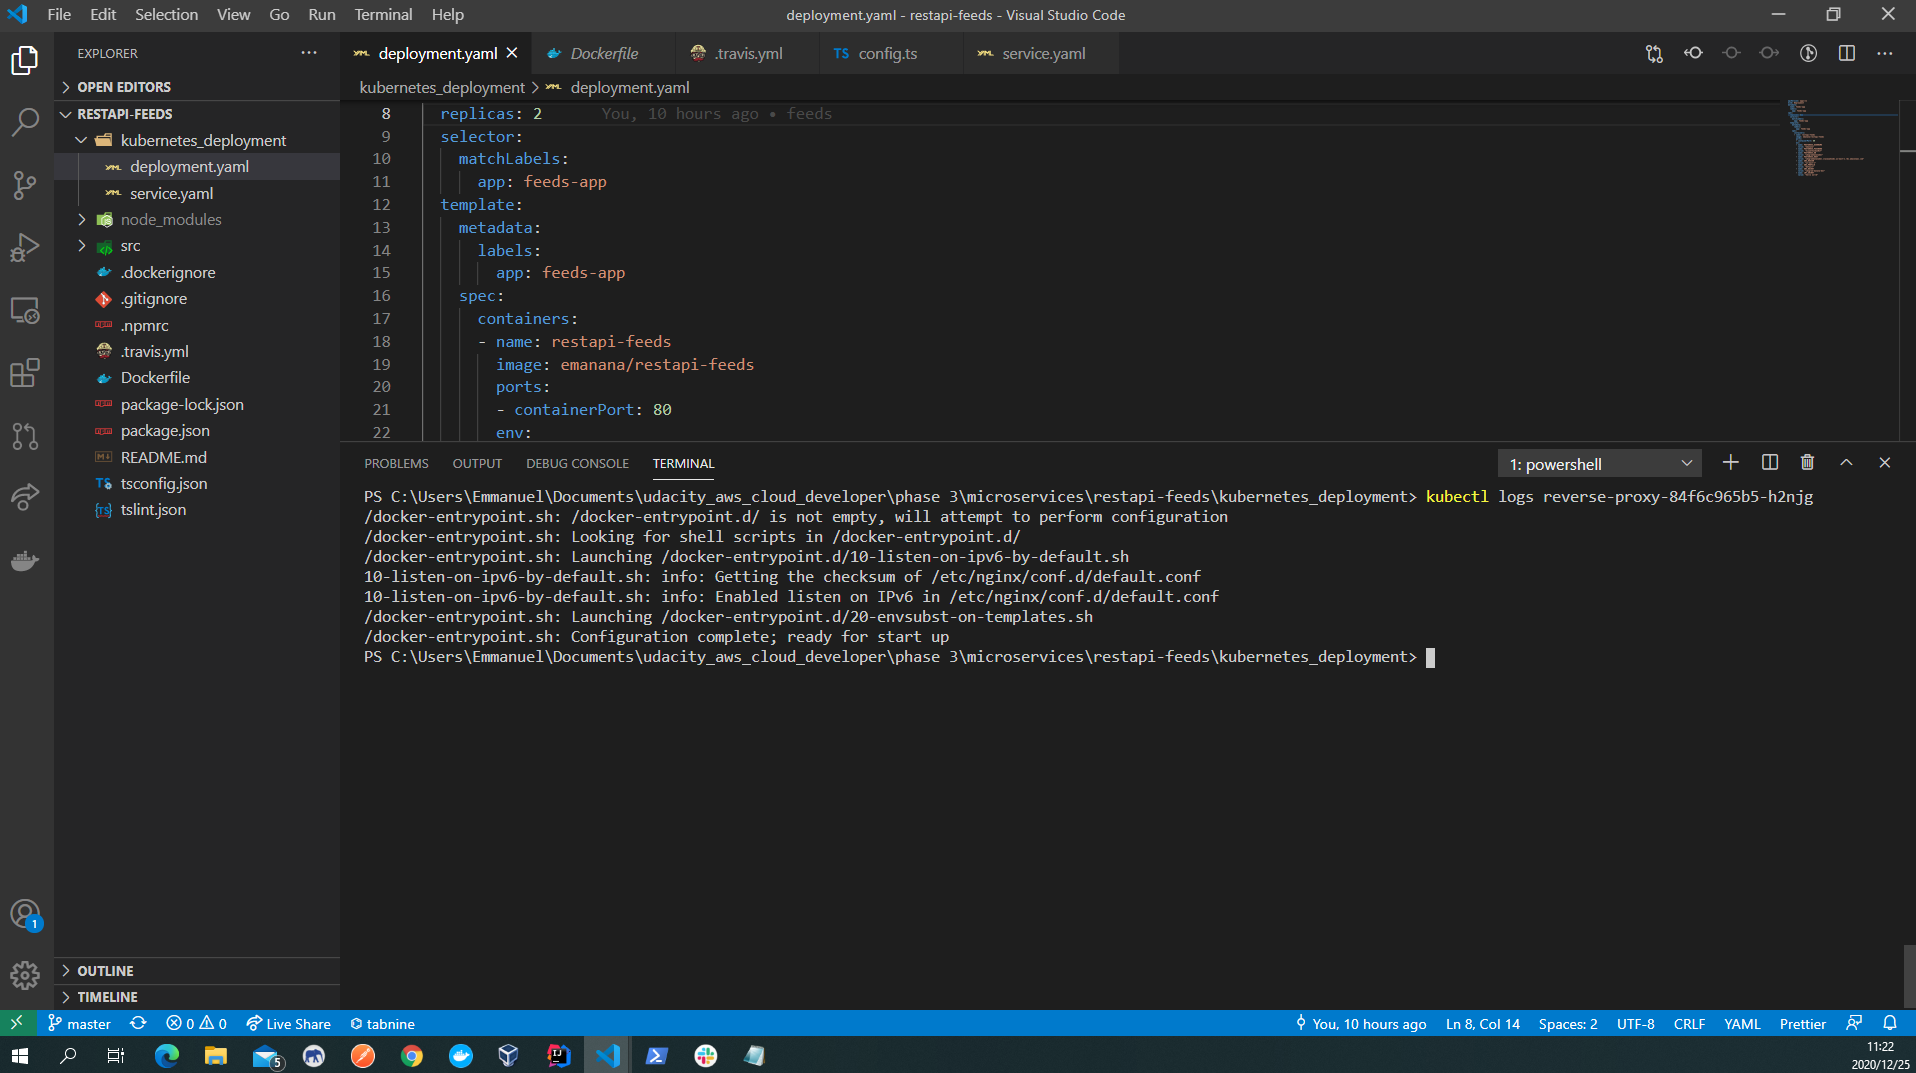 File Edit Selection View Go Run Terminal Help
deployment.yaml - restapi-feeds - Visual Studio Code
EXPLORER
OPEN EDITORS
RESTAPI-FEEDS
kubernetes_deployment
deployment.yaml
service.yaml
node_modules
src
.dockerignore
.gitignore
.npmrc
.travis.yml
Dockerfile
package-lock.json
package.json
README.md
tsconfig.json
tslint.json
OUTLINE
TIMELINE
deployment.yaml Dockerfile .travis.yml TS config.ts service.yaml
kubernetes_deployment > deployment.yaml
8 replicas: 2 You, 10 hours ago • feeds
9 selector:
10 matchLabels:
11 app: feeds-app
12 template:
13 metadata:
14 labels:
15 app: feeds-app
16 spec:
17 containers:
18 - name: restapi-feeds
19 image: emanana/restapi-feeds
20 ports:
21 - containerPort: 80
22 env:
PROBLEMS OUTPUT DEBUG CONSOLE TERMINAL
1: powershell
PS C:\Users\Emmanuel\Documents\udacity_aws_cloud_developer\phase 3\microservices\restapi-feeds\kubernetes_deployment> kubectl logs reverse-proxy-84f6c965b5-h2njg
/docker-entrypoint.sh: /docker-entrypoint.d/ is not empty, will attempt to perform configuration
/docker-entrypoint.sh: Looking for shell scripts in /docker-entrypoint.d/
/docker-entrypoint.sh: Launching /docker-entrypoint.d/10-listen-on-ipv6-by-default.sh
10-listen-on-ipv6-by-default.sh: info: Getting the checksum of /etc/nginx/conf.d/default.conf
10-listen-on-ipv6-by-default.sh: info: Enabled listen on IPv6 in /etc/nginx/conf.d/default.conf
/docker-entrypoint.sh: Launching /docker-entrypoint.d/20-envsubst-on-templates.sh
/docker-entrypoint.sh: Configuration complete; ready for start up
PS C:\Users\Emmanuel\Documents\udacity_aws_cloud_developer\phase 3\microservices\restapi-feeds\kubernetes_deployment>
1
master 0 0 Live Share tabnine You, 10 hours ago Ln 8, Col 14 Spaces: 2 UTF-8 CRLF YAML Prettier
5
11:22
2020/12/25